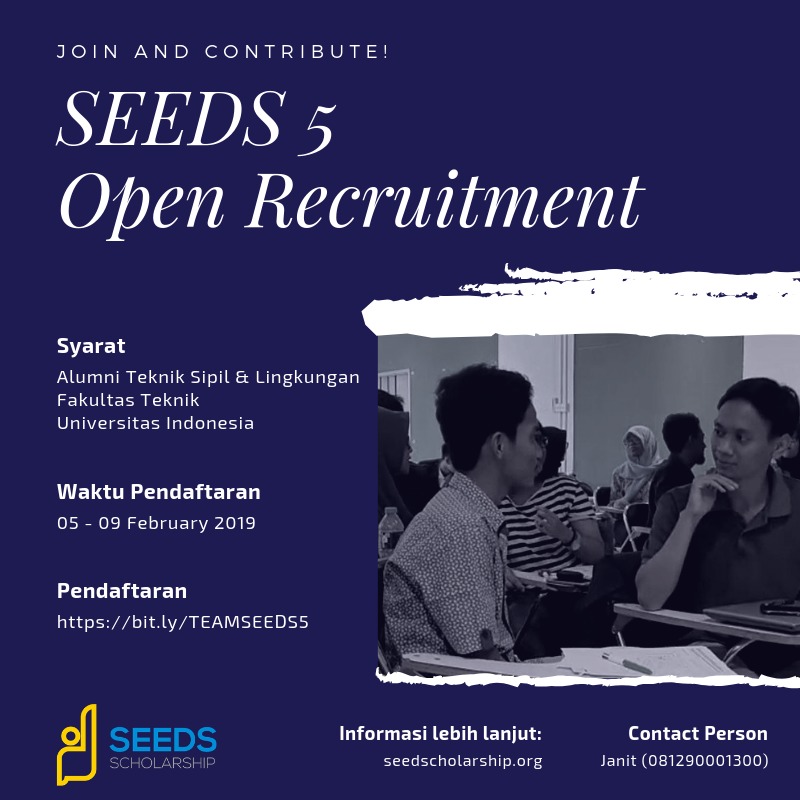 JOIN AND CONTRIBUTE!
SEEDS 5
Open Recruitment
Syarat
Alumni Teknik Sipil & Lingkungan
Fakultas Teknik
Universitas Indonesia
Waktu Pendaftaran
05 - 09 February 2019
Pendaftaran
https://bit.ly/TEAMSEEDS5
SEEDS
SCHOLARSHIP
Informasi lebih lanjut:
seedscholarship.org
Contact Person
Janit (081290001300)